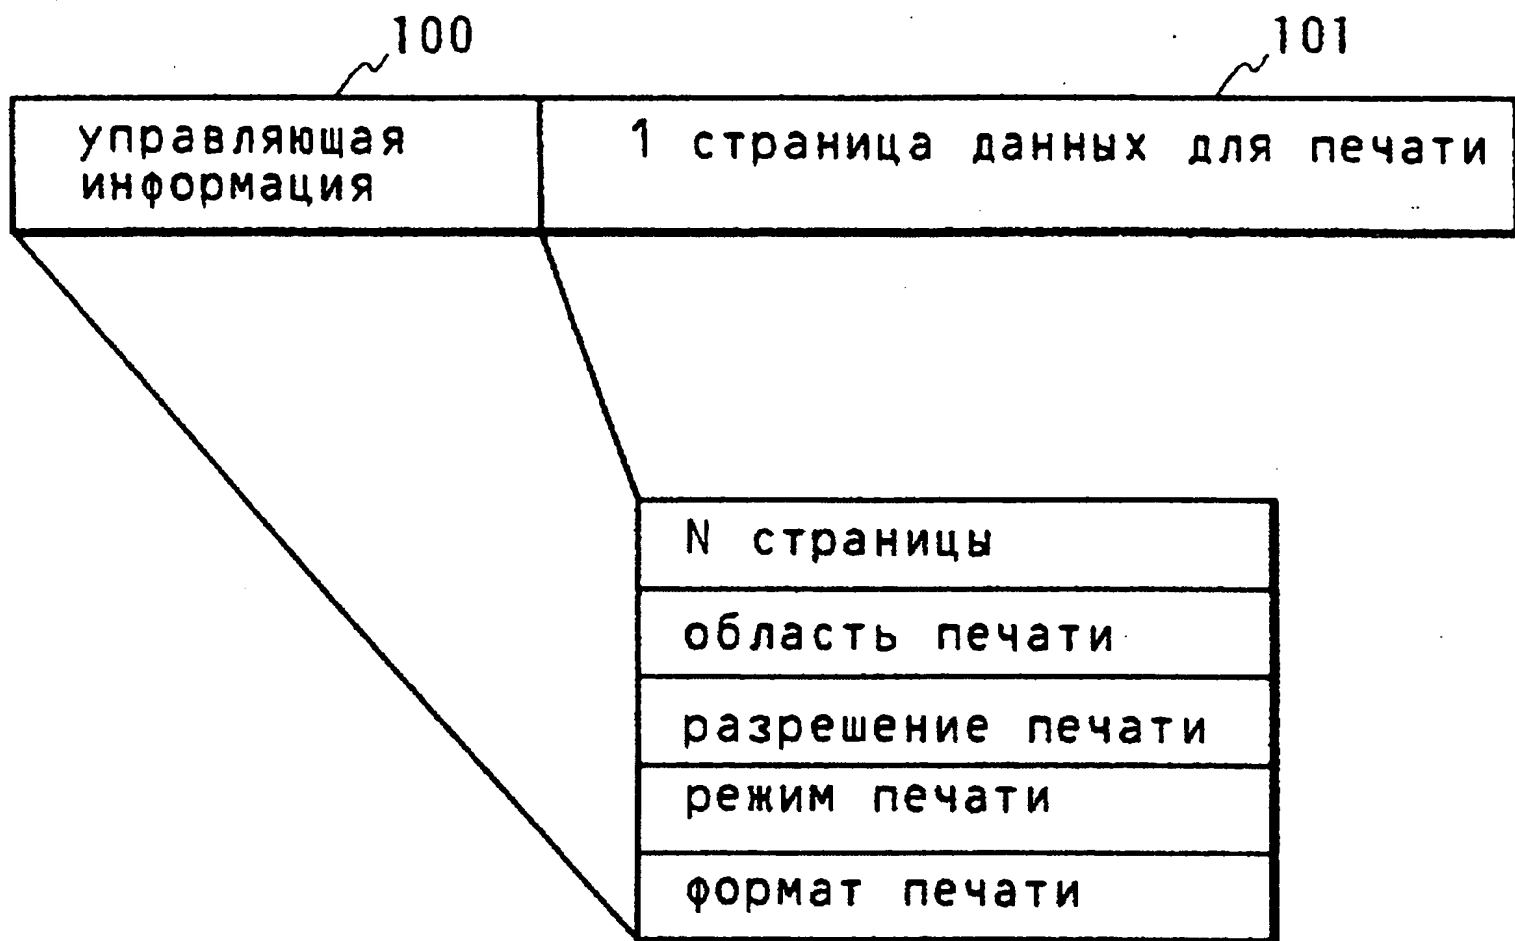 100
101
управляющая
информация
1 страница данных для печати
N страницы
область печати
разрешение печати
режим печати
формат печати